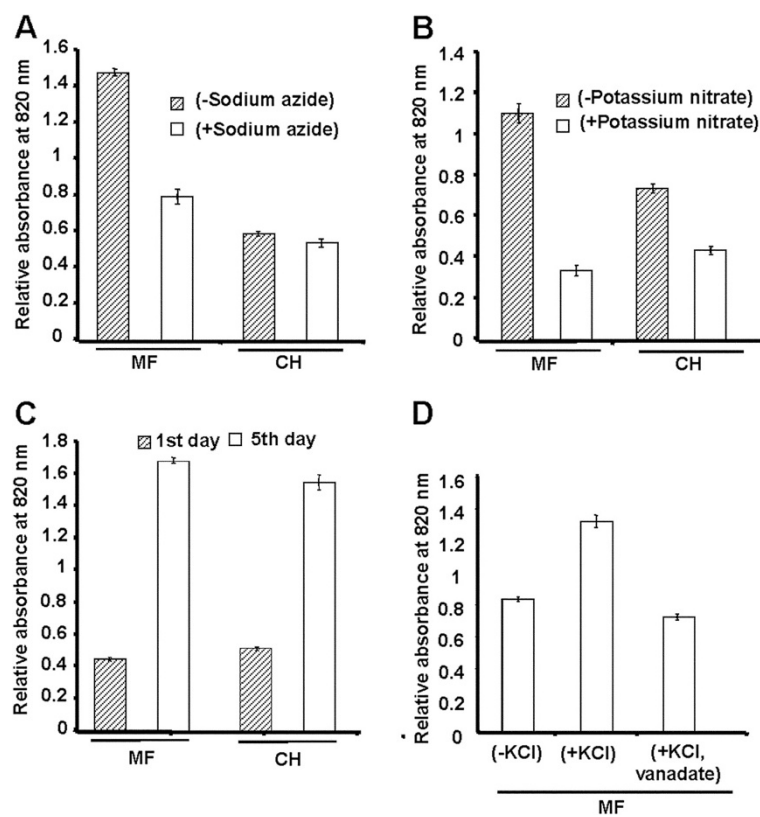 A
Relative absorbance at 820 nm
1.6
1.4
1.2
1
0.8
0.6
0.4
0.2
0
(-Sodium azide)
(+Sodium azide)
MF CH
B
Relative absorbance at 820 nm
1.4
1.2
1
0.8
0.6
0.4
0.2
0
(-Potassium nitrate)
(+Potassium nitrate)
MF CH
C
Relative absorbance at 820 nm
1.8
1.6
1.4
1.2
1
0.8
0.6
0.4
0.2
0
1st day 5th day
MF CH
D
Relative absorbance at 820 nm
1.6
1.4
1.2
1
0.8
0.6
0.4
0.2
0
(-KCl) (+KCl) (+KCl,
vanadate)
MF